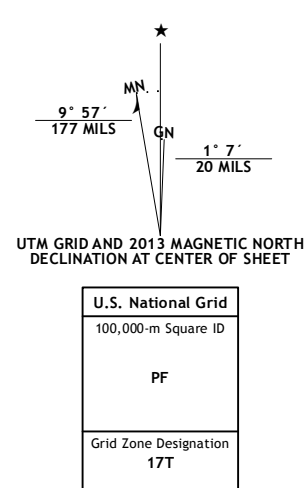 ★
MN
9° 57´
177 MILS
GN
1° 7´
20 MILS
UTM GRID AND 2013 MAGNETIC NORTH
DECLINATION AT CENTER OF SHEET
U.S. National Grid
100,000-m Square ID
PF
Grid Zone Designation
17T